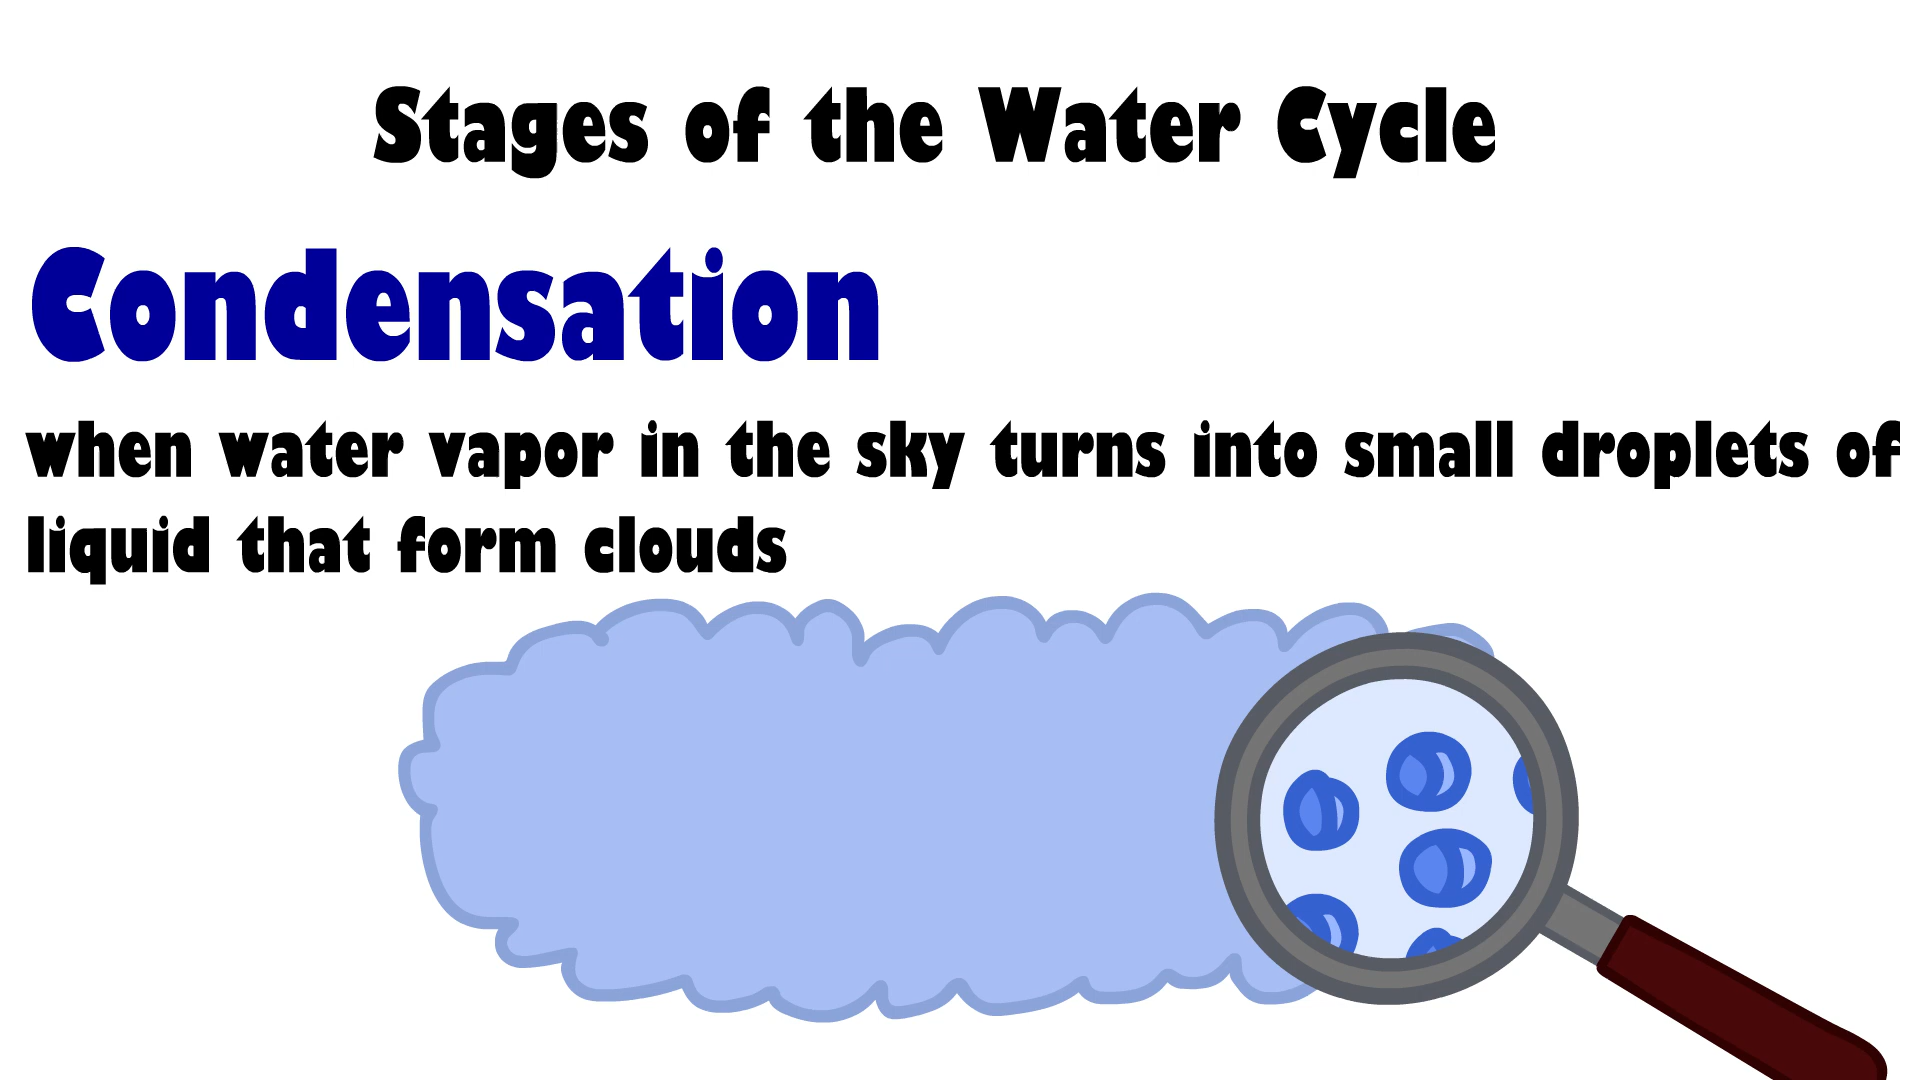 Stages of the Water Cycle
Condensation
when water vapor in the sky turns into small droplets of
liquid that form clouds